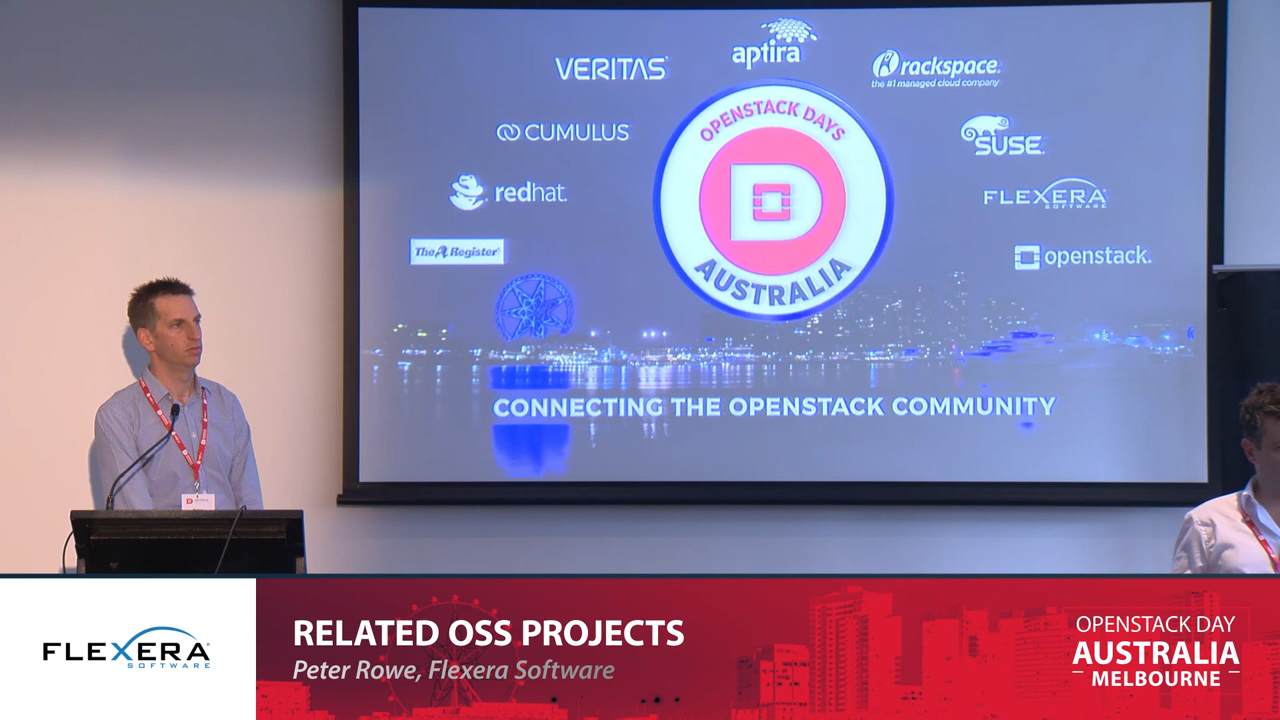 aptira
VERITAS
rackspace.
the #1 managed cloud company
OPENSTACK DAYS
CUMULUS
SUSE
redhat.
FLEXERA
SOFTWARE
D
The Register
openstack.
AUSTRALIA
CONNECTING THE OPENSTACK COMMUNITY
FLEXERA
SOFTWARE
RELATED OSS PROJECTS
Peter Rowe, Flexera Software
OPENSTACK DAY
AUSTRALIA
MELBOURNE